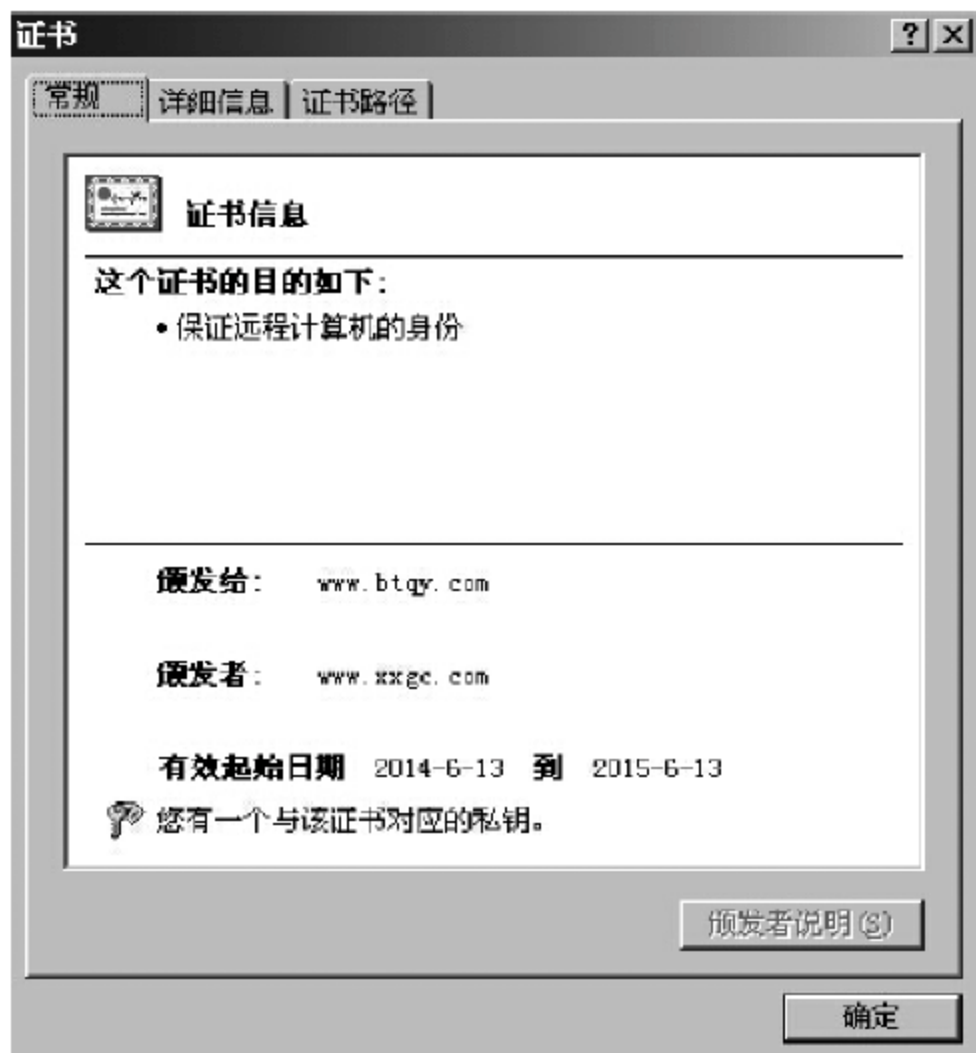 证书
常规 详细信息 证书路径
证书信息
这个证书的目的如下:
•保证远程计算机的身份
颁发给: www.btqy.com
颁发者: www.xxgc.com
有效起始日期 2014-6-13 到 2015-6-13
您有一个与该证书对应的私钥。
颁发者说明(S)
确定